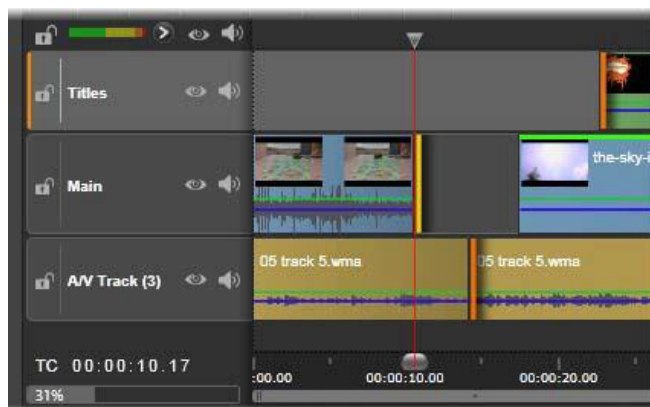 Titles
the-sky-i
Main
05 track 5.wma
05 track 5.wma
A/V Track (3)
TC 00:00:10.17
:00.00
00:00:10.00
00:00:20.00
31%